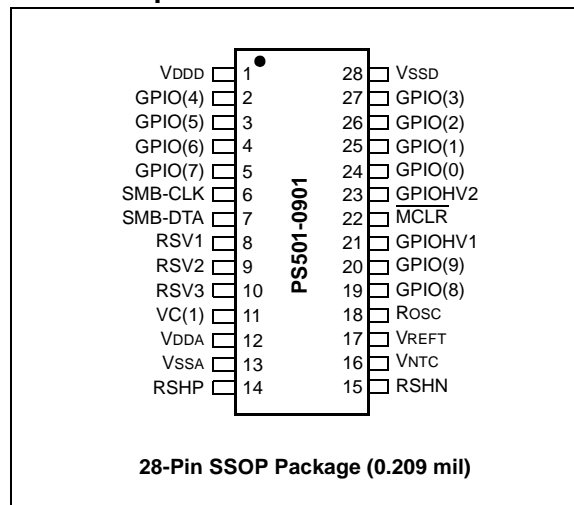 VDDD 1 28 VSSD
GPIO(4) 2 27 GPIO(3)
GPIO(5) 3 26 GPIO(2)
GPIO(6) 4 25 GPIO(1)
GPIO(7) 5 24 GPIO(0)
SMB-CLK 6 23 GPIOHV2
SMB-DTA 7 22 MCLR
RSV1 8 21 GPIOHV1
RSV2 9 20 GPIO(9)
RSV3 10 19 GPIO(8)
VC(1) 11 18 ROSC
VDDA 12 17 VREFT
VSSA 13 16 VNTC
RSHP 14 15 RSHN
PS501-0901
28-Pin SSOP Package (0.209 mil)